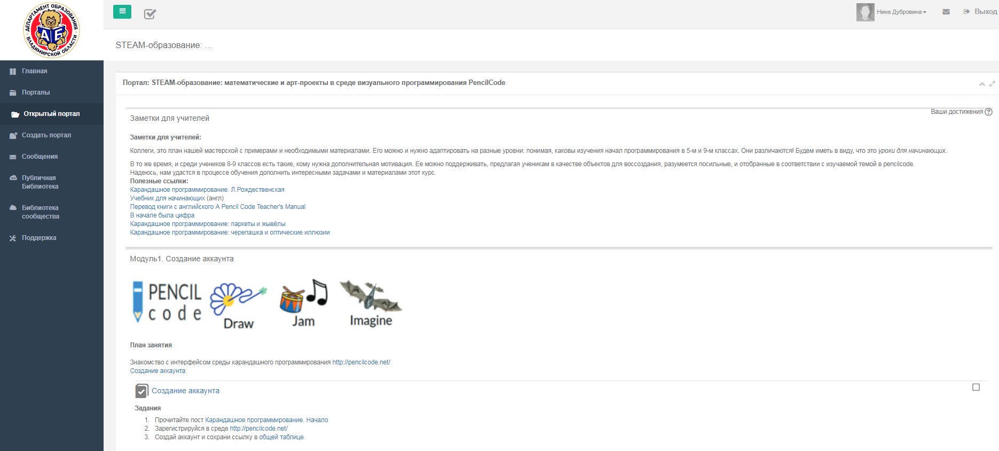 ДЕПАРТАМЕНТ ОБРАЗОВАНИЯ
ВЛАДИМИРСКОЙ ОБЛАСТИ
А Б
Нина Дубровина
Выход
STEAM-образование: ...
Главная
Порталы
Открытый портал
Создать портал
Сообщения
Публичная
Библиотека
Библиотека
сообщества
Поддержка
Портал: STEAM-образование: математические и арт-проекты в среде визуального программирования PencilCode
Ваши достижения
Заметки для учителей
Заметки для учителей:
Коллеги, это план нашей мастерской с примерами и необходимыми материалами. Его можно и нужно адаптировать на разные уровни: понимая, каковы изучения начал программирования в 5-м и 9-м классах. Они различаются! Будем иметь в виду, что это уроки для начинающих.
В то же время, и среди учеников 8-9 классов есть такие, кому нужна дополнительная мотивация. Ее можно поддерживать, предлагая ученикам в качестве объектов для воссоздания, разумеется посильные, и отобранные в соответствии с изучаемой темой в pencilcode.
Надеюсь, нам удастся в процессе обучения дополнить интересными задачами и материалами этот курс.
Полезные ссылки:
Карандашное программирование. Л.Рождественская
Учебник для начинающих (англ)
Перевод книги с английского A Pencil Code Teacher's Manual
В начале была цифра
Карандашное программирование: паркеты и жывёлы
Карандашное программирование: черепашка и оптические иллюзии
Модуль1. Создание аккаунта
PENCIL
code
Draw
Jam
Imagine
План занятия
Знакомство с интерфейсом среды карандашного программирования http://pencilcode.net/
Создание аккаунта
Создание аккаунта
Задания
1. Прочитайте пост Карандашное программирование. Начало
2. Зарегистрируйся в среде http://pencilcode.net/
3. Создай аккаунт и сохрани ссылку в общей таблице